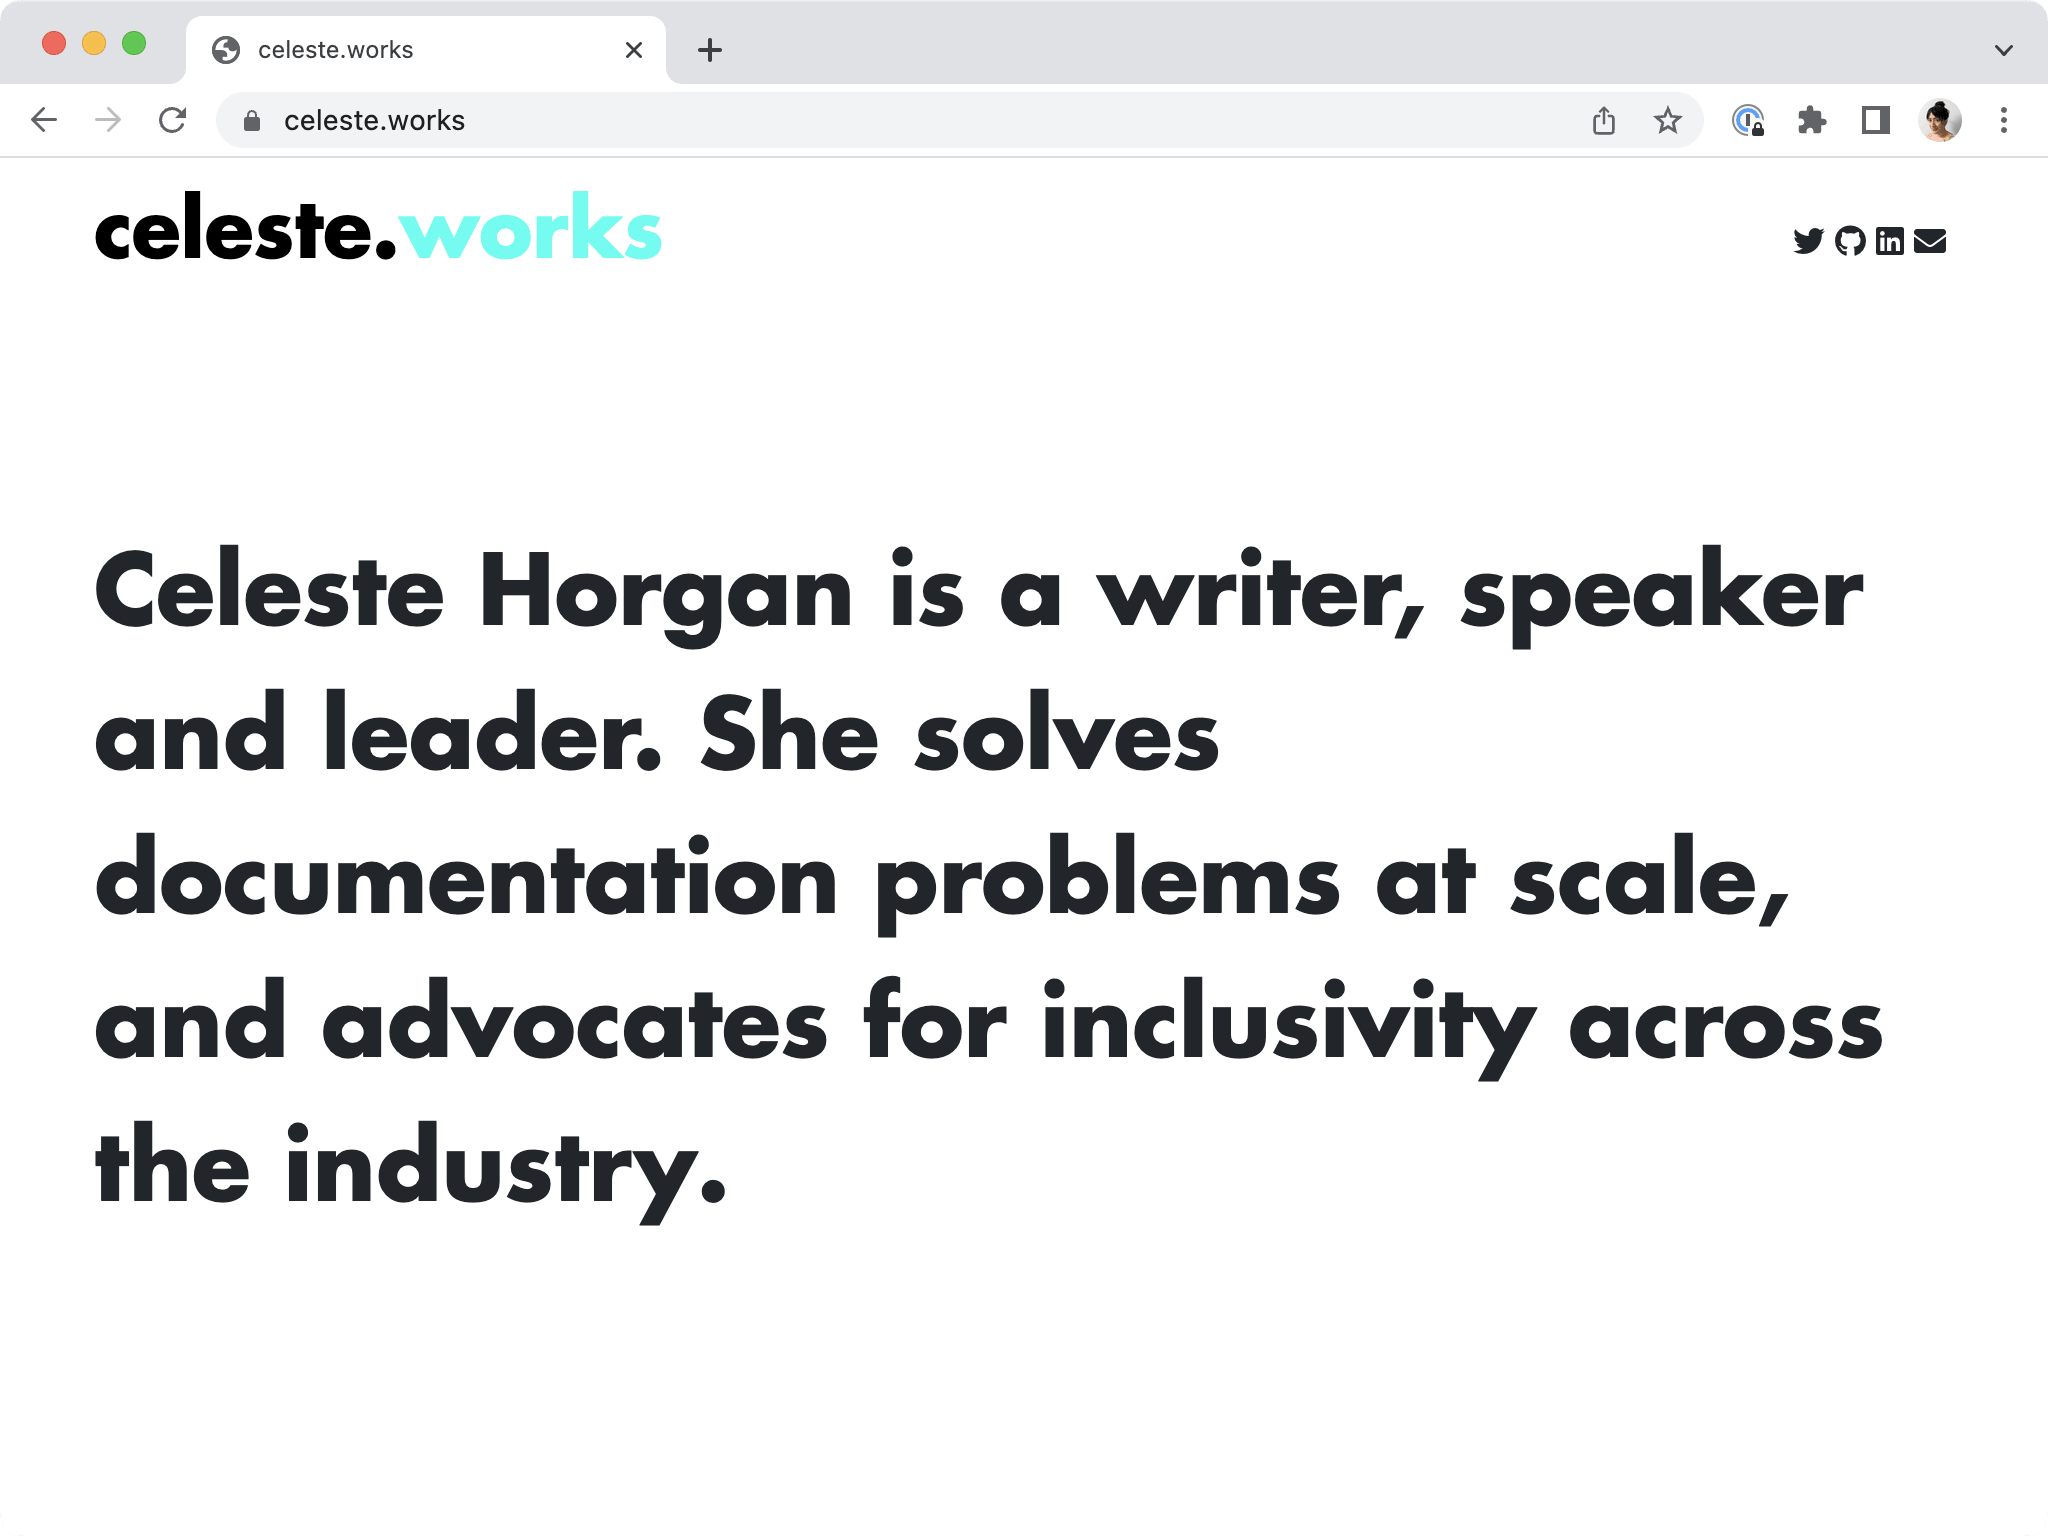 celeste.works
celeste.works
celeste.works
Celeste Horgan is a writer, speaker
and leader. She solves
documentation problems at scale,
and advocates for inclusivity across
the industry.